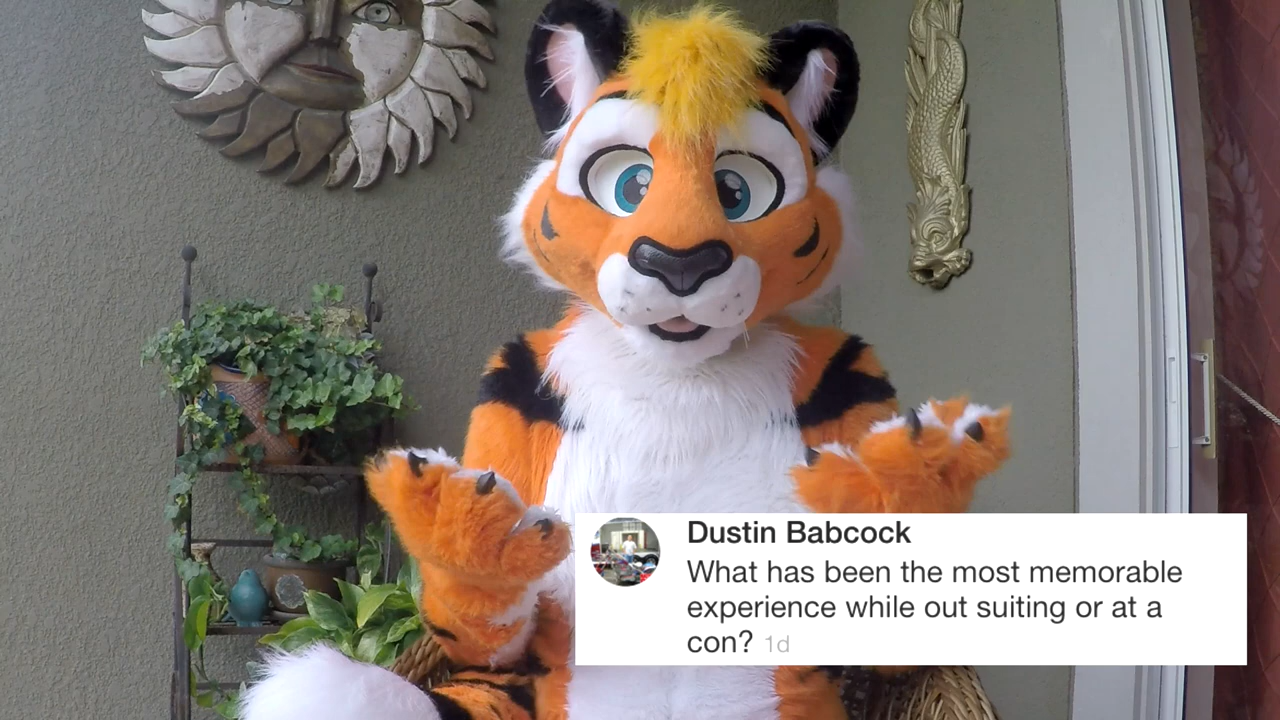 Dustin Babcock
What has been the most memorable
experience while out suiting or at a
con? 1d